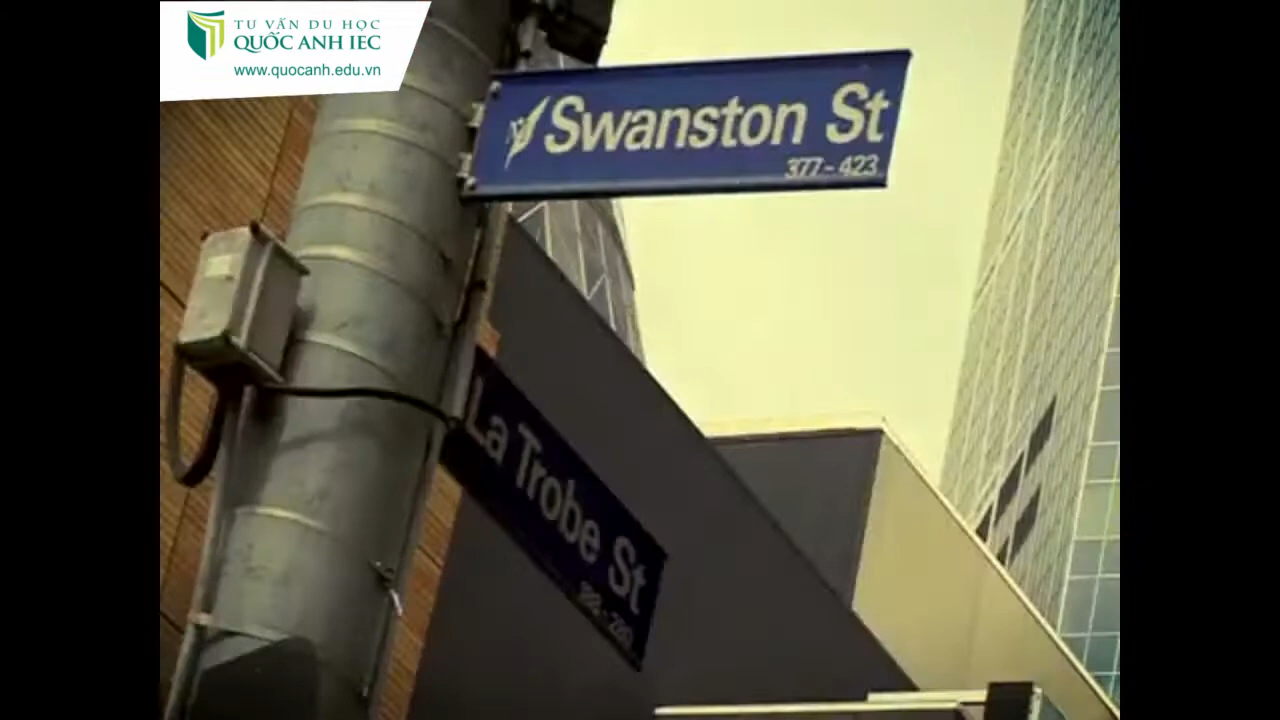 TƯ VẤN DU HỌC
QUỐC ANH IEC
www.quocanh.edu.vn
Swanston St
377-423
La Trobe St